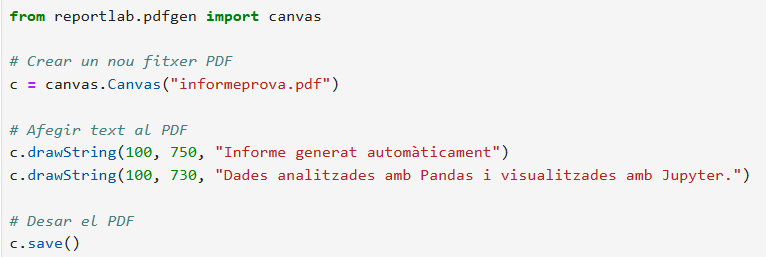 from reportlab.pdfgen import canvas
# Crear un nou fitxer PDF
c = canvas.Canvas("informeprova.pdf")
# Afegir text al PDF
c.drawString(100, 750, "Informe generat automàticament")
c.drawString(100, 730, "Dades analitzades amb Pandas i visualitzades amb Jupyter.")
# Desar el PDF
c.save()